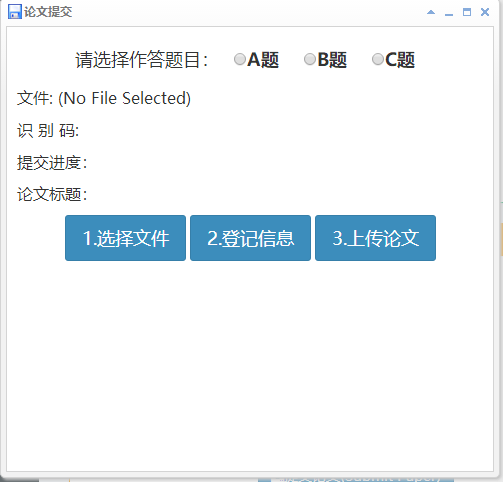 论文提交
请选择作答题目： A题 B题 C题
文件: (No File Selected)
识 别 码:
提交进度：
论文标题：
1.选择文件 2.登记信息 3.上传论文